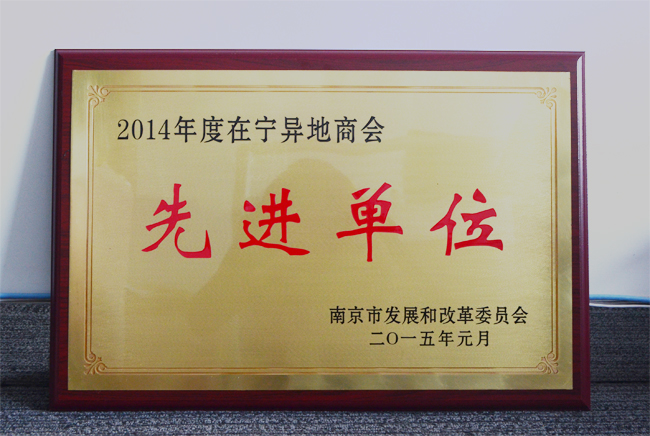 2014年度在宁异地商会
先进单位
南京市发展和改革委员会
二〇一五年元月